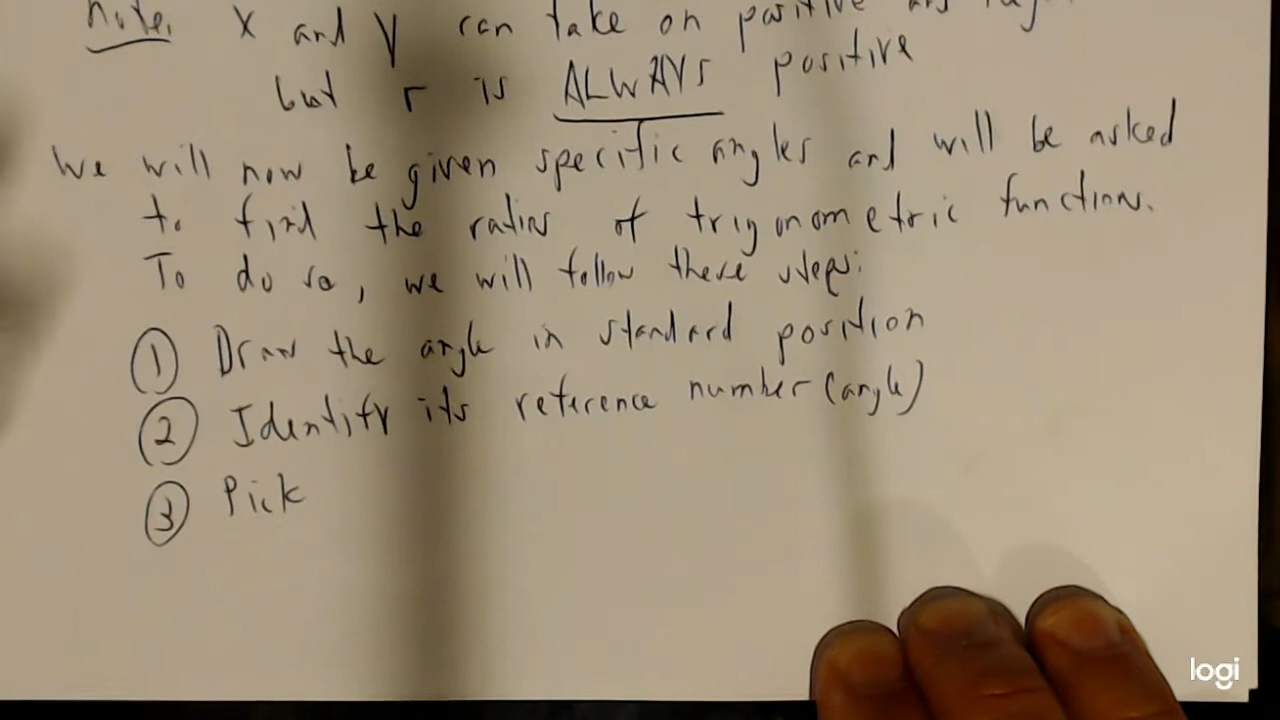 Note: x and y can take on positive
but r is ALWAYS positive
We will now be given specific angles and will be asked
to find the ratios of trigonometric functions.
To do so, we will follow these steps:
① Draw the angle in standard position
② Identify its reference number (angle)
③ Pick
logi